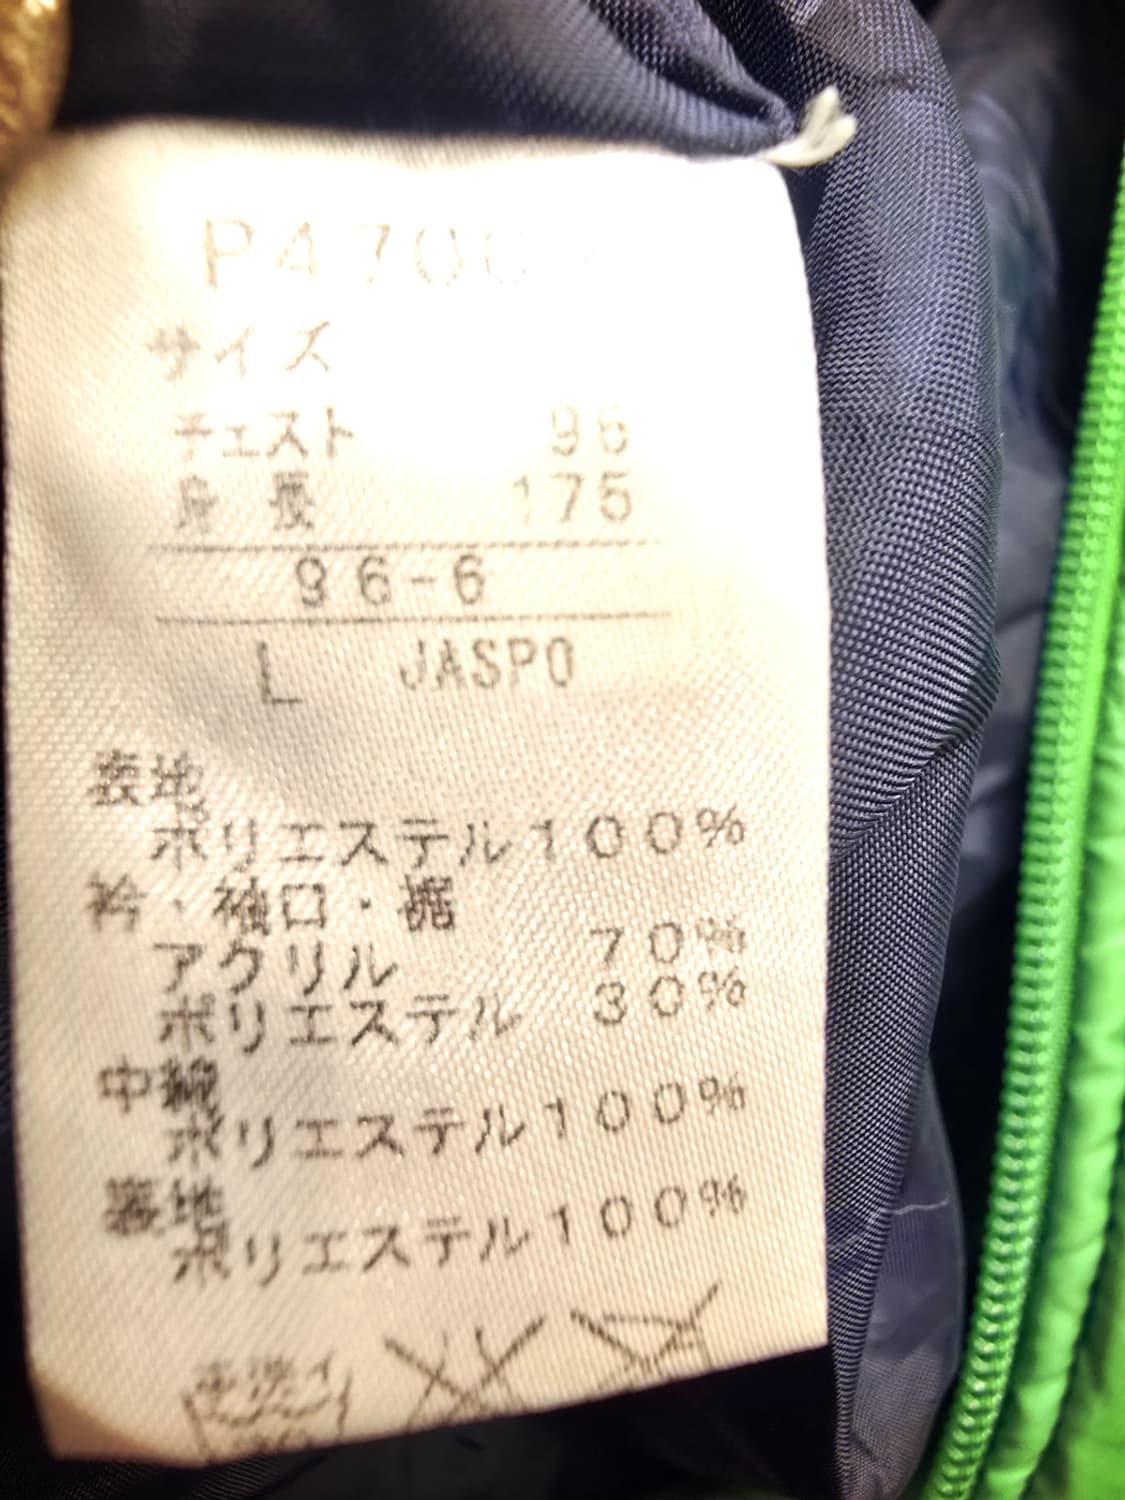 サイズ
チェスト 96
身長 175
96-6
L JASPO
表地
ポリエステル100%
衿・袖口・裾
アクリル 70%
ポリエステル 30%
中綿
ポリエステル100%
裏地
ポリエステル100%
手洗イ